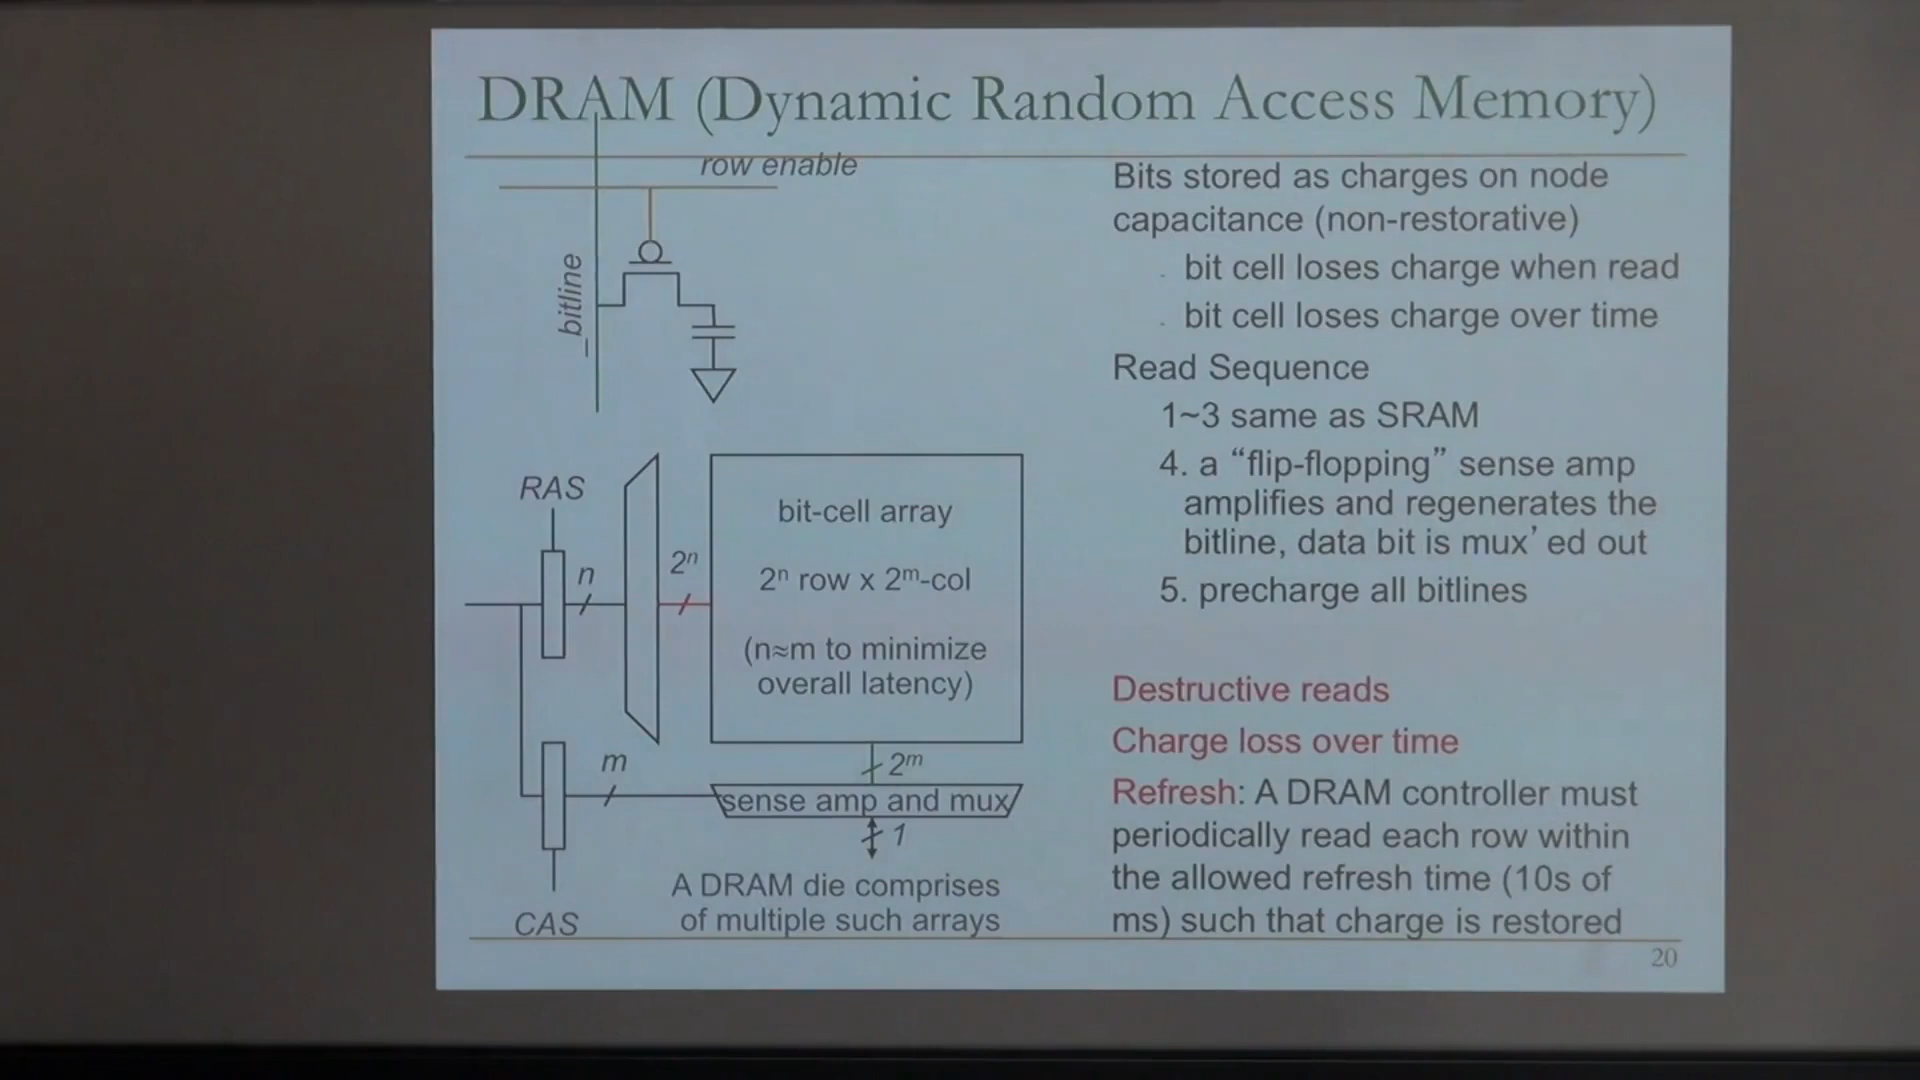 DRAM (Dynamic Random Access Memory)
row enable
_bitline
RAS
n
2ⁿ
bit-cell array
2ⁿ row x 2ᵐ-col
(n≈m to minimize
overall latency)
m
2ᵐ
sense amp and mux
1
CAS
A DRAM die comprises
of multiple such arrays
Bits stored as charges on node
capacitance (non-restorative)
bit cell loses charge when read
bit cell loses charge over time
Read Sequence
1~3 same as SRAM
4. a “flip-flopping” sense amp
amplifies and regenerates the
bitline, data bit is mux’ ed out
5. precharge all bitlines
Destructive reads
Charge loss over time
Refresh: A DRAM controller must
periodically read each row within
the allowed refresh time (10s of
ms) such that charge is restored
20